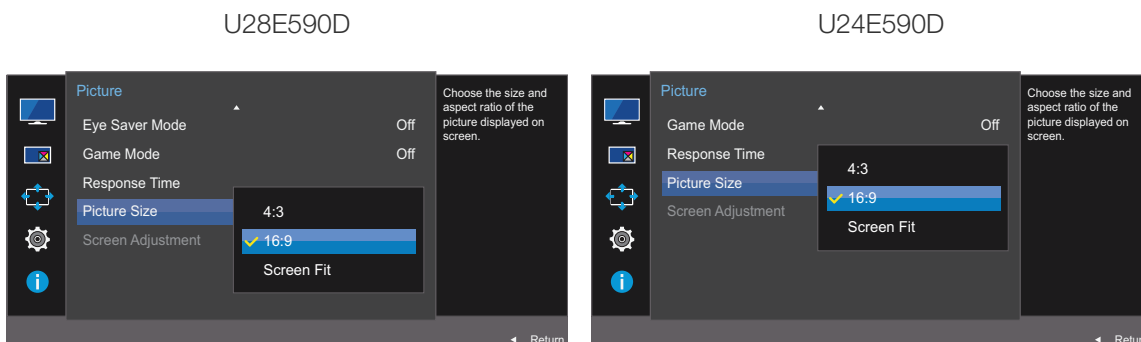 U28E590D
Picture
Eye Saver Mode Off
Game Mode Off
Response Time
Picture Size
Screen Adjustment
4:3
16:9
Screen Fit
Choose the size and
aspect ratio of the
picture displayed on
screen.
Return
U24E590D
Picture
Game Mode Off
Response Time
Picture Size
Screen Adjustment
4:3
16:9
Screen Fit
Choose the size and
aspect ratio of the
picture displayed on
screen.
Return